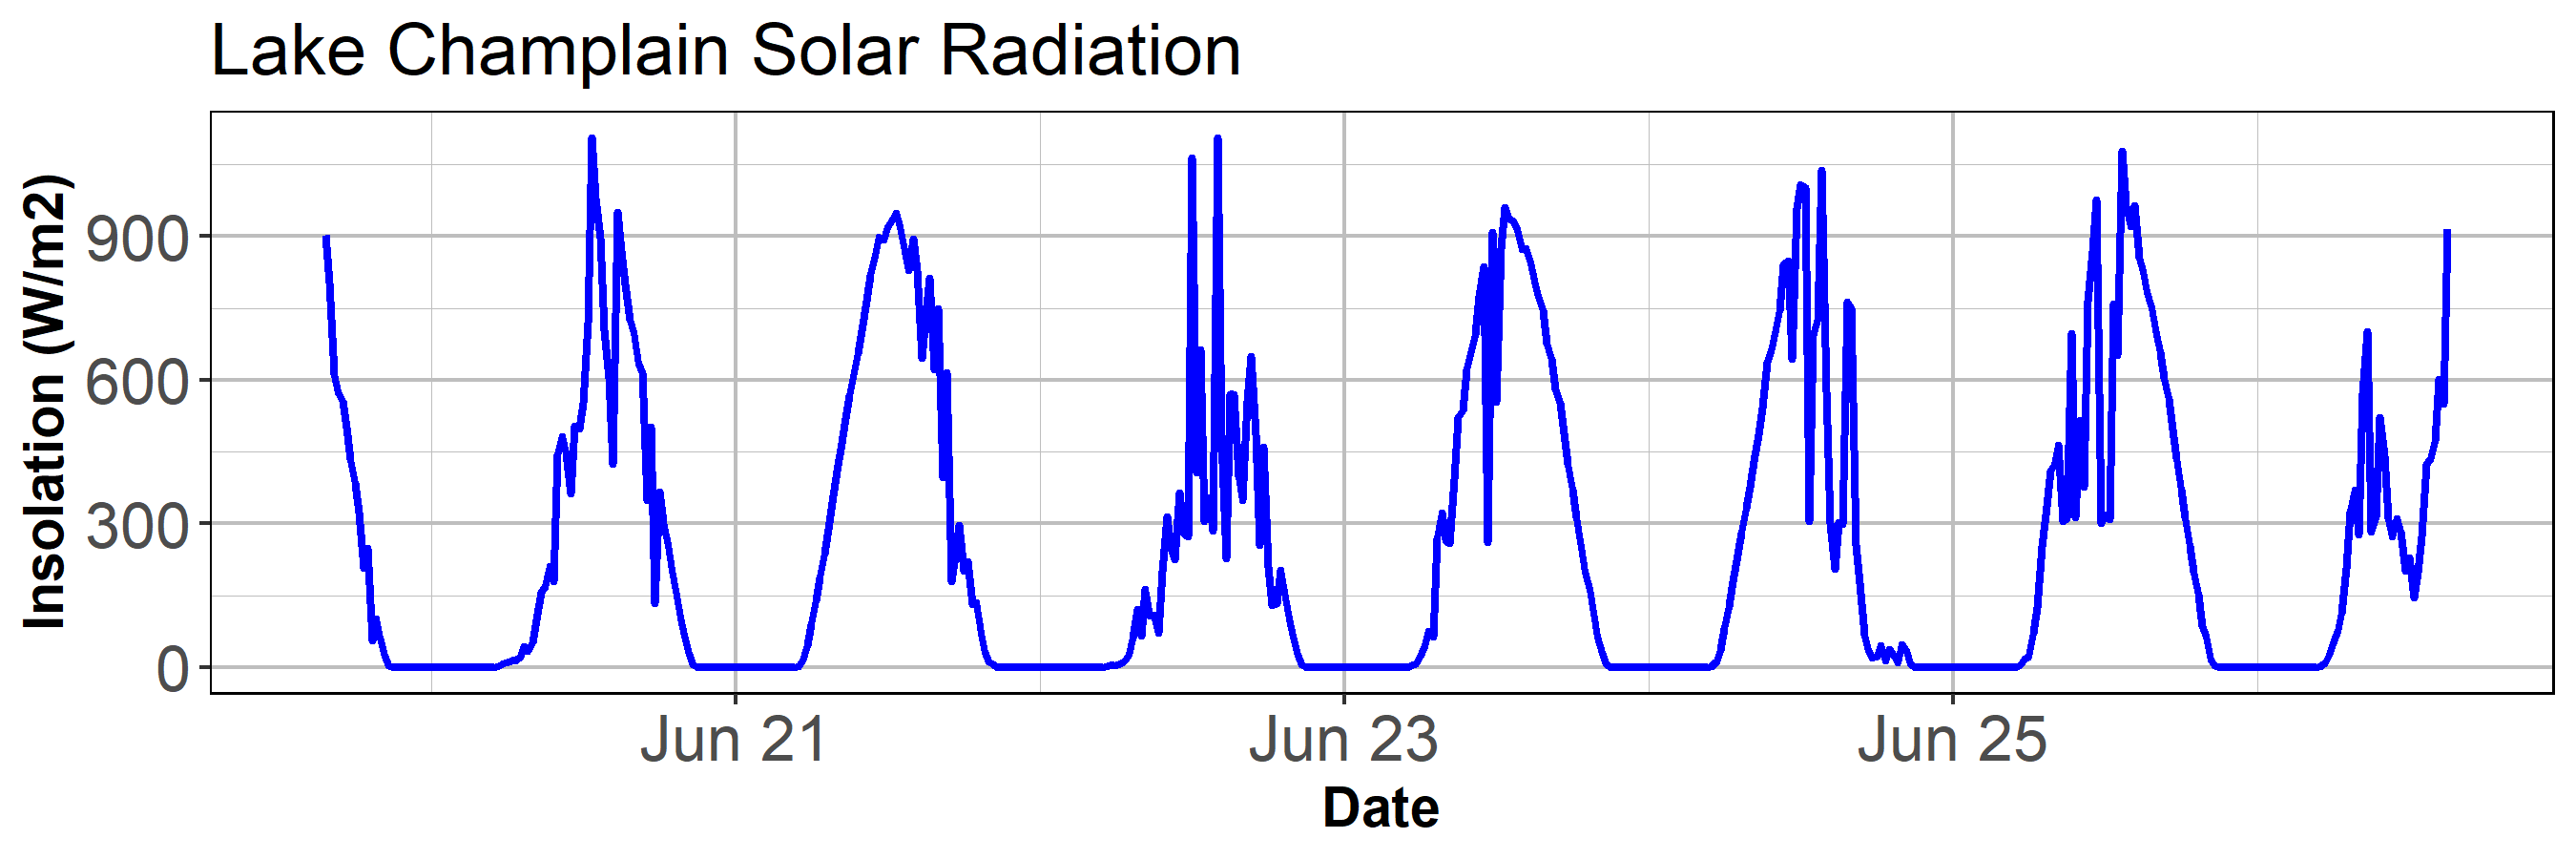 Lake Champlain Solar Radiation
Insolation (W/m2)
900
600
300
0
Jun 21
Jun 23
Jun 25
Date